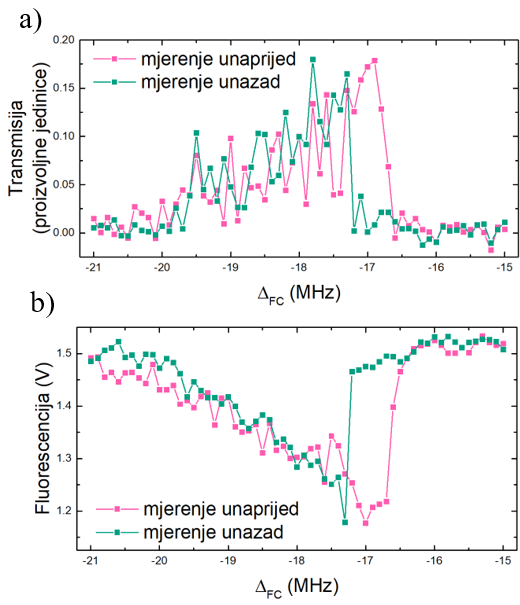 a)
0.20
0.15
0.10
0.05
0.00
Transmisija
(proizvoljne jedinice)
mjerenje unaprijed
mjerenje unazad
-21 -20 -19 -18 -17 -16 -15
Δ_FC (MHz)
b)
1.5
1.4
1.3
1.2
Fluorescencija (V)
mjerenje unaprijed
mjerenje unazad
-21 -20 -19 -18 -17 -16 -15
Δ_FC (MHz)